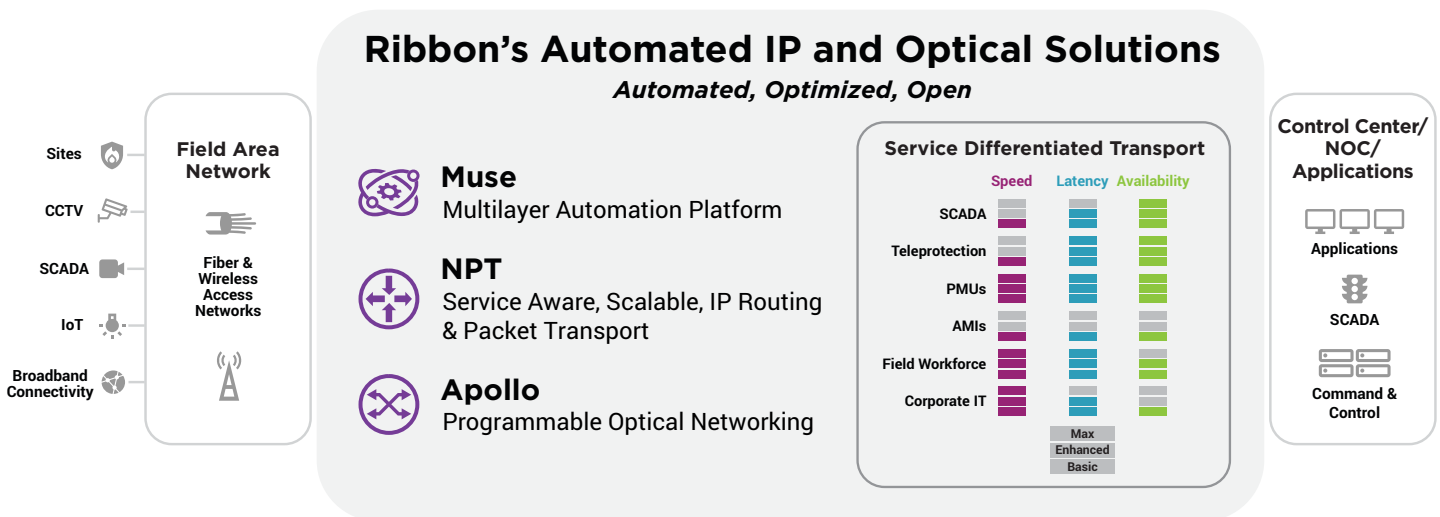 Ribbon's Automated IP and Optical Solutions
Automated, Optimized, Open
Sites
CCTV
SCADA
IoT
Broadband
Connectivity
Field Area
Network
Fiber &
Wireless
Access
Networks
Muse
Multilayer Automation Platform
NPT
Service Aware, Scalable, IP Routing
& Packet Transport
Apollo
Programmable Optical Networking
Service Differentiated Transport
Speed Latency Availability
SCADA
Teleprotection
PMUs
AMIs
Field Workforce
Corporate IT
Max
Enhanced
Basic
Control Center/
NOC/
Applications
Applications
SCADA
Command &
Control